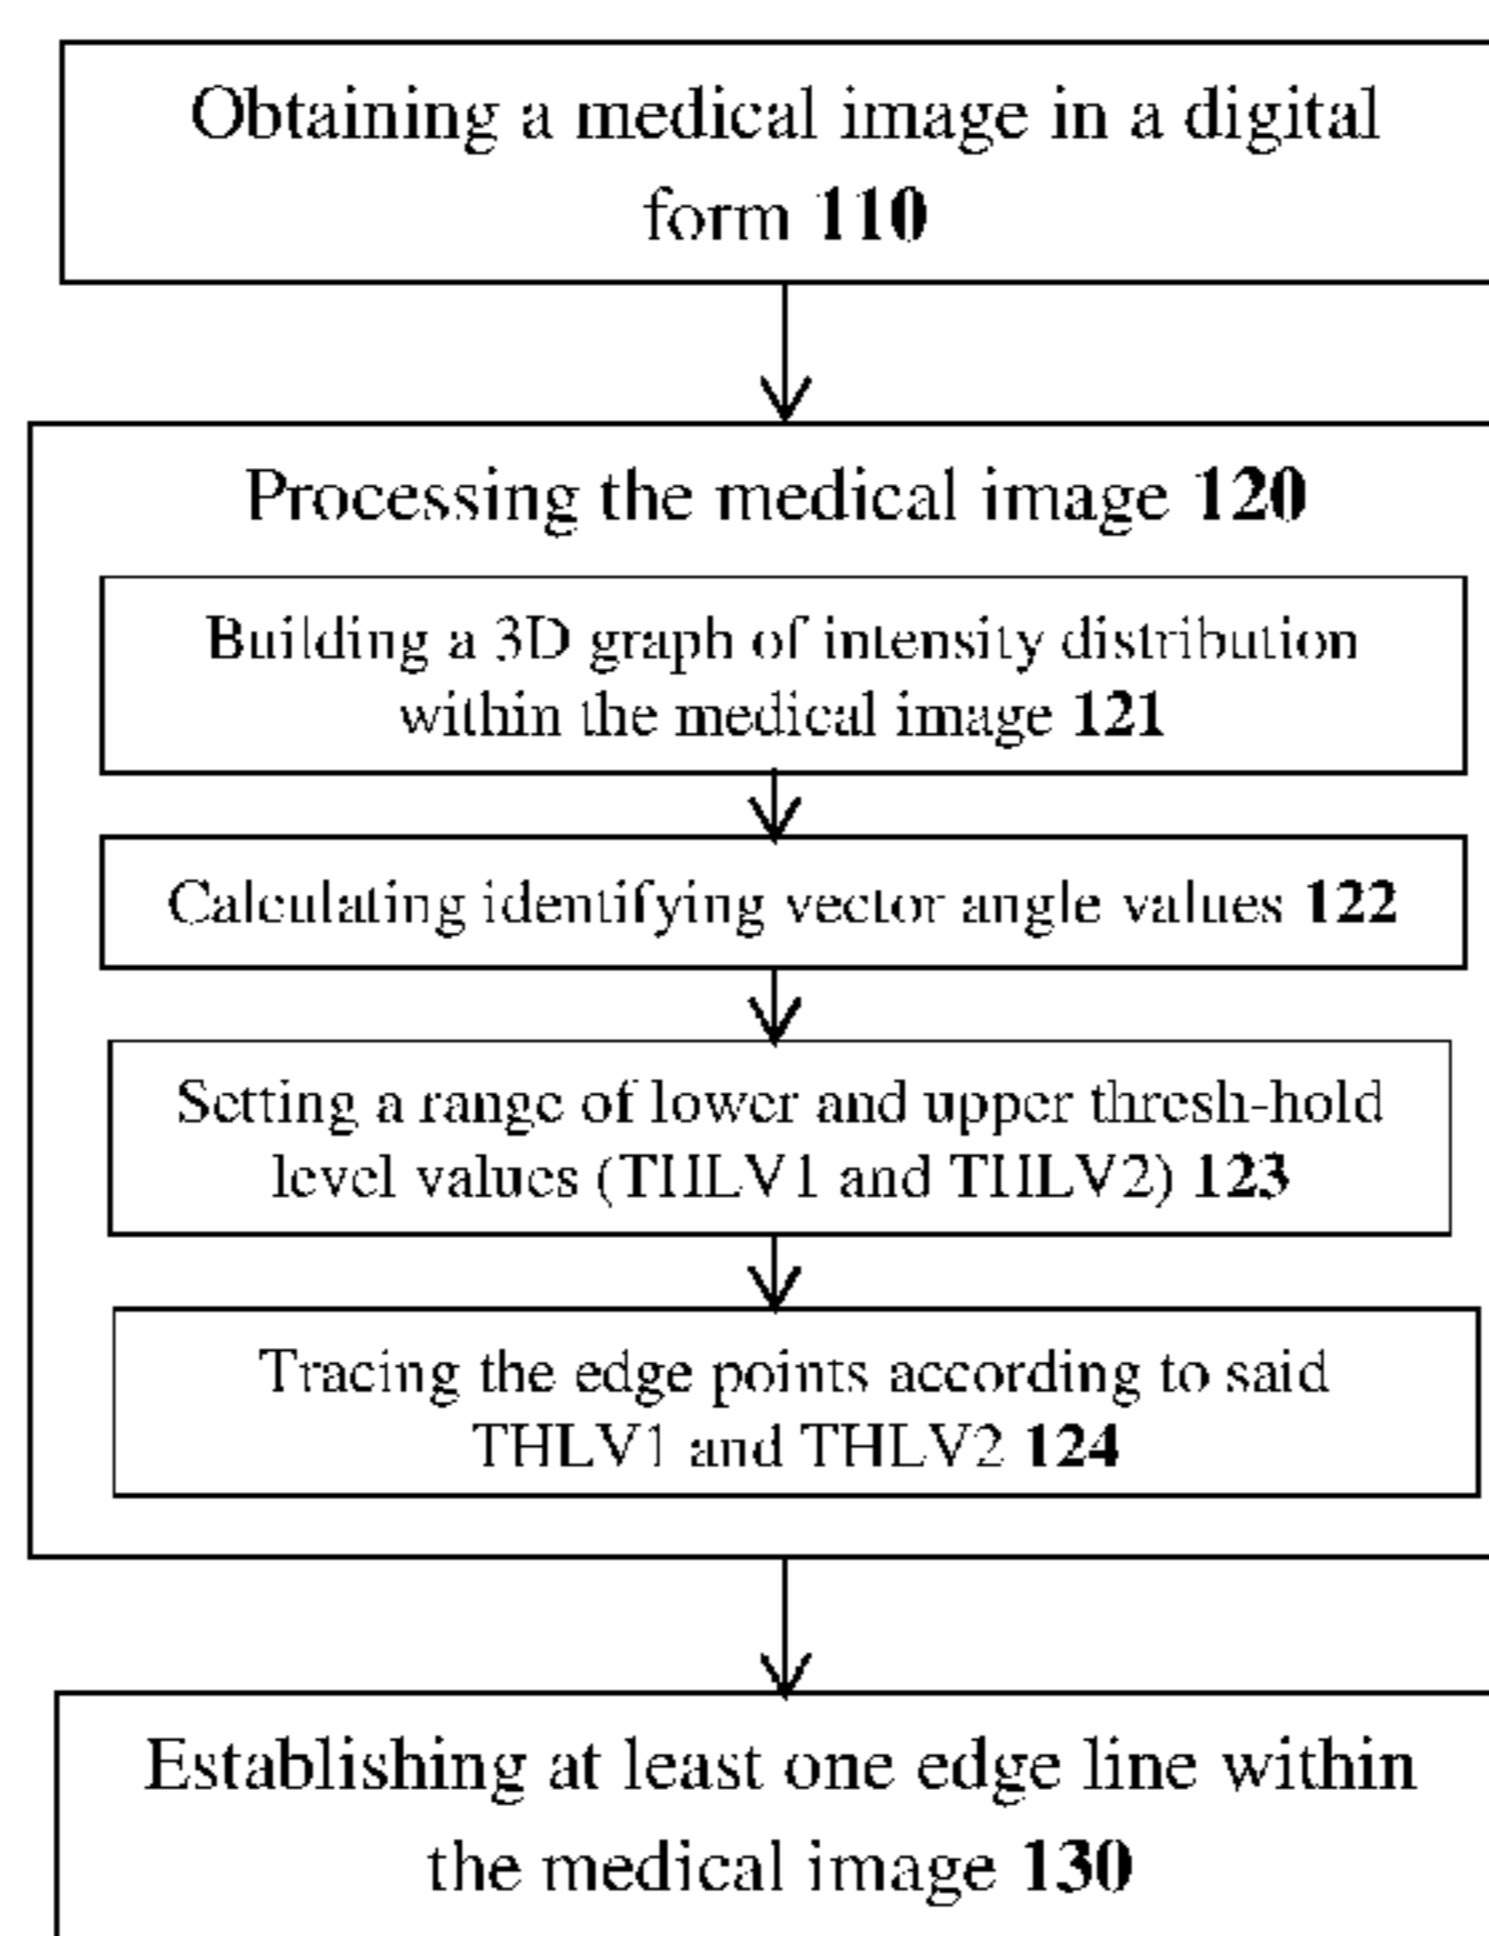 Obtaining a medical image in a digital
form 110
Processing the medical image 120
Building a 3D graph of intensity distribution
within the medical image 121
Calculating identifying vector angle values 122
Setting a range of lower and upper thresh-hold
level values (THLV1 and THLV2) 123
Tracing the edge points according to said
THLV1 and THLV2 124
Establishing at least one edge line within
the medical image 130